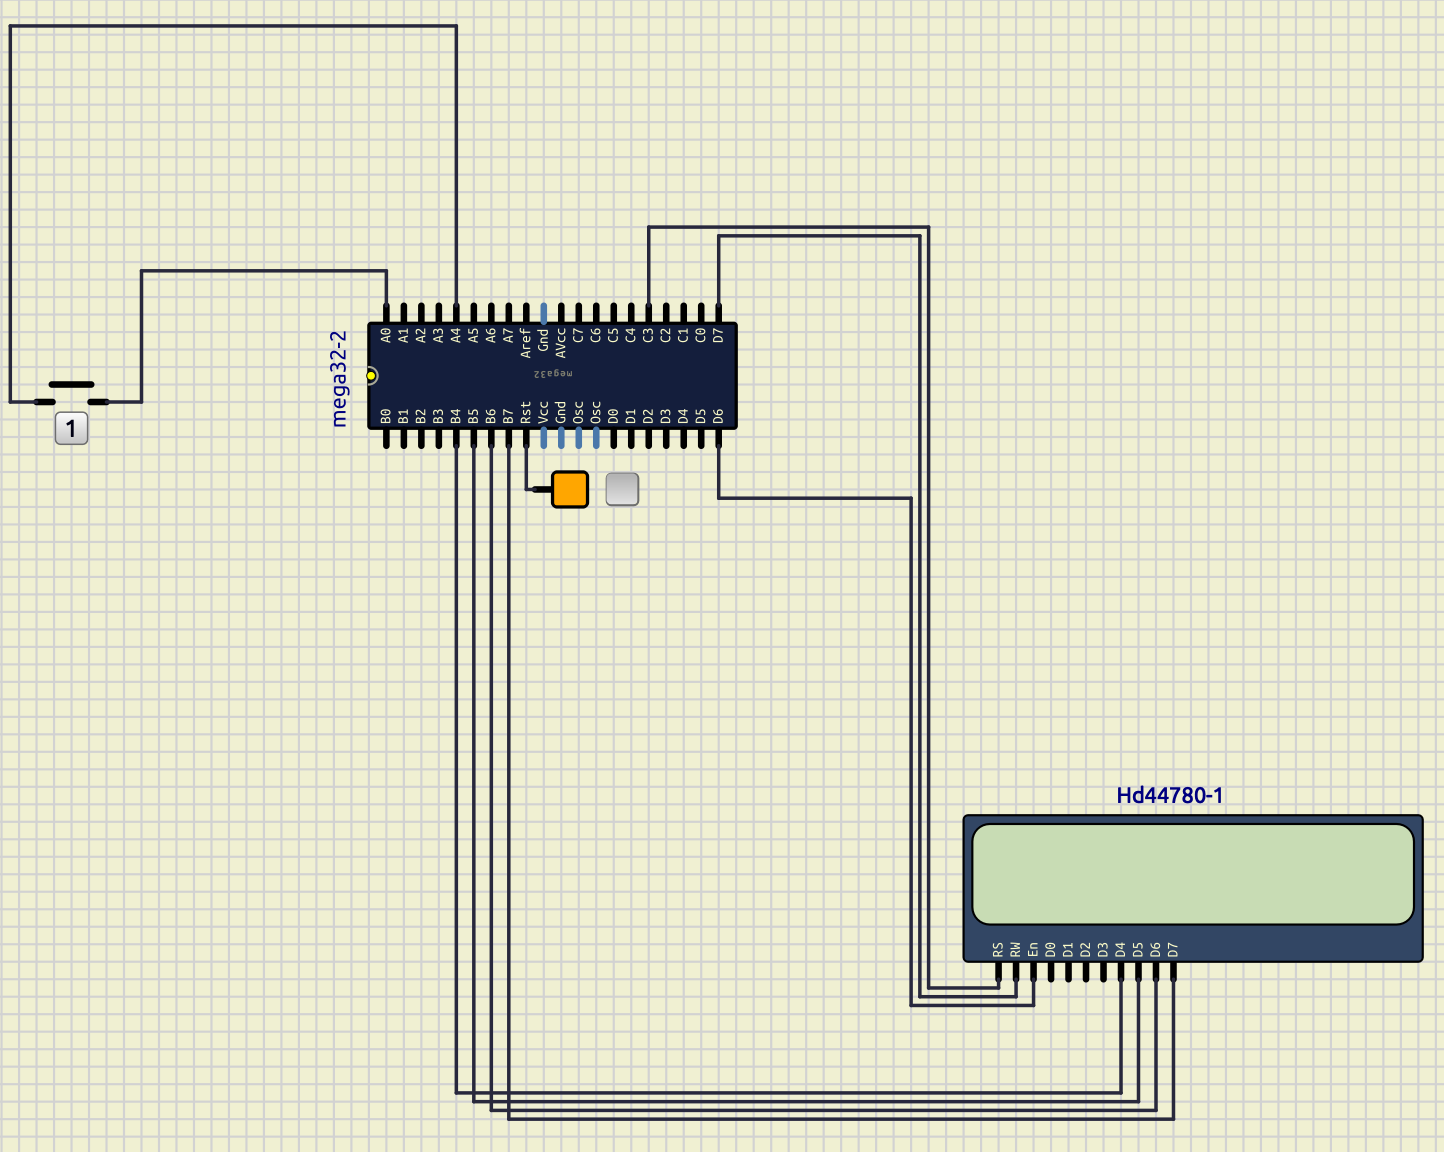 mega32-2
A0 A1 A2 A3 A4 A5 A6 A7 Aref Gnd AVcc C7 C6 C5 C4 C3 C2 C1 C0 D7
mega32
B0 B1 B2 B3 B4 B5 B6 B7 Rst Vcc Gnd Osc Osc D0 D1 D2 D3 D4 D5 D6
1
Hd44780-1
RS RW En D0 D1 D2 D3 D4 D5 D6 D7